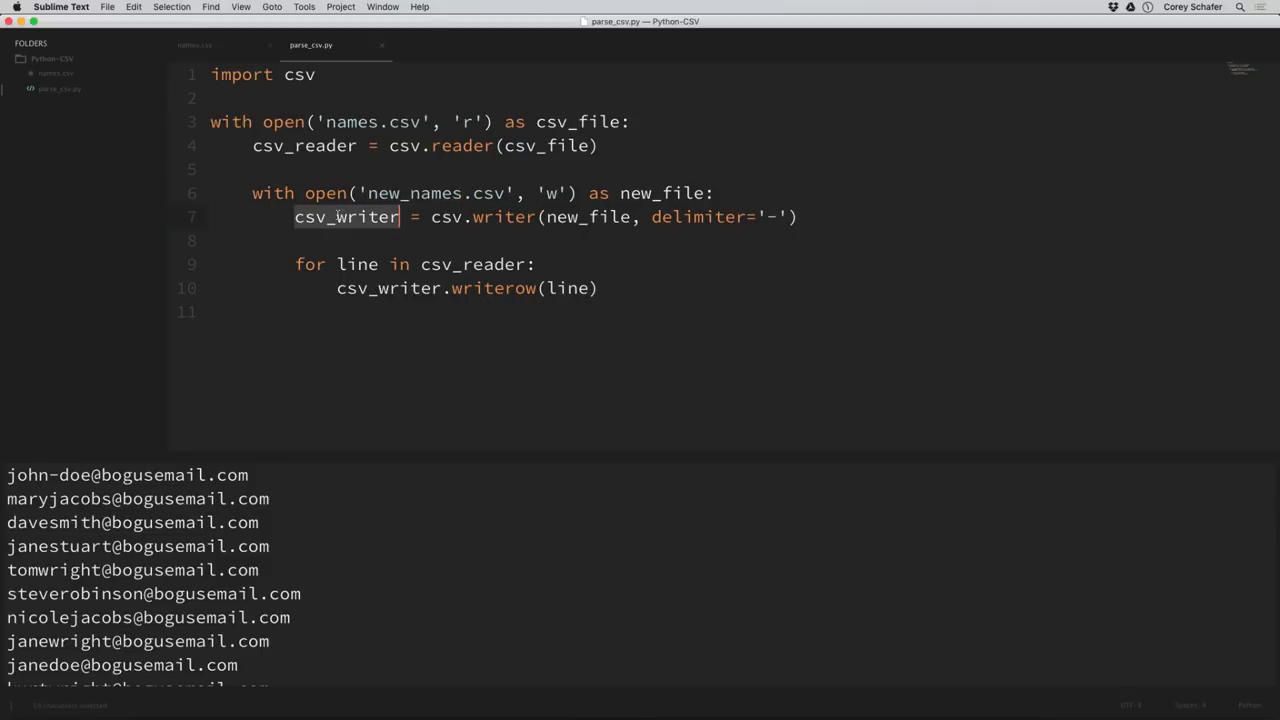 Sublime Text File Edit Selection Find View Goto Tools Project Window Help Corey Schafer
parse_csv.py — Python-CSV
FOLDERS
Python-CSV
names.csv
parse_csv.py
names.csv × parse_csv.py ×
1 import csv
2
3 with open('names.csv', 'r') as csv_file:
4 csv_reader = csv.reader(csv_file)
5
6 with open('new_names.csv', 'w') as new_file:
7 csv_writer = csv.writer(new_file, delimiter='-')
8
9 for line in csv_reader:
10 csv_writer.writerow(line)
11
john-doe@bogusemail.com
maryjacobs@bogusemail.com
davesmith@bogusemail.com
janestuart@bogusemail.com
tomwright@bogusemail.com
steverobinson@bogusemail.com
nicolejacobs@bogusemail.com
janewright@bogusemail.com
janedoe@bogusemail.com
characters selected UTF-8 Spaces: 4 Python